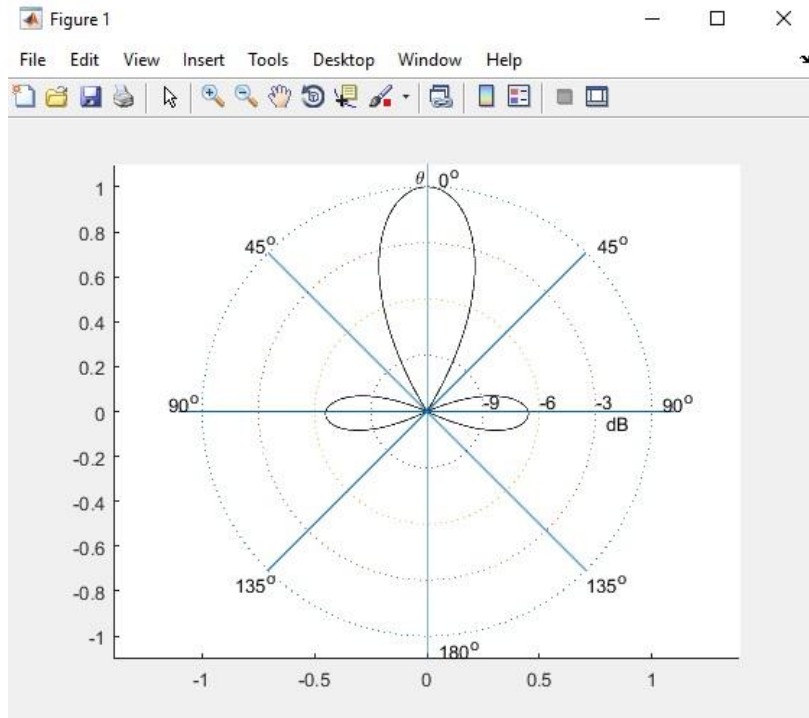 Figure 1
File Edit View Insert Tools Desktop Window Help
θ 0°
1
0.8
45° 45°
0.6
0.4
0.2
90° -9 -6 -3 90°
0
dB
-0.2
-0.4
-0.6
135° 135°
-0.8
-1
180°
-1 -0.5 0 0.5 1